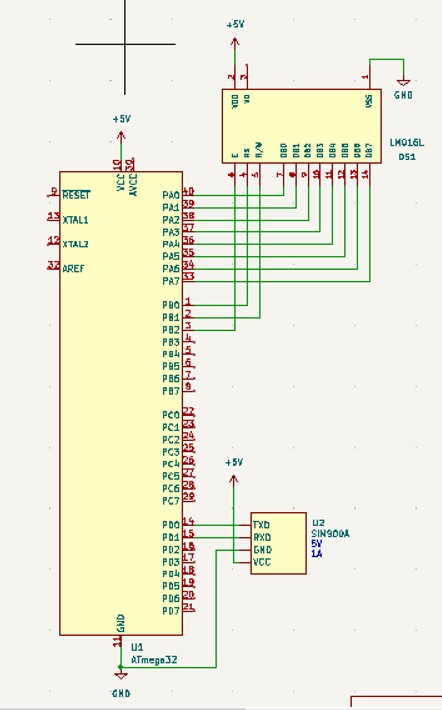 +5V
2 3 1
VDD VO VSS
GND
LM016L
DS1
E RS R/W DB0 DB1 DB2 DB3 DB4 DB5 DB6 DB7
6 4 5 7 8 9 10 11 12 13 14
+5V
10 30
VCC AVCC
9 RESET PA0 40
PA1 39
13 XTAL1 PA2 38
PA3 37
12 XTAL2 PA4 36
PA5 35
32 AREF PA6 34
PA7 33
PB0 1
PB1 2
PB2 3
PB3 4
PB4 5
PB5 6
PB6 7
PB7 8
PC0 22
PC1 23
PC2 24
PC3 25
PC4 26
PC5 27
PC6 28
PC7 29
+5V
PD0 14 TXD U2
PD1 15 RXD SIM900A
PD2 16 GND 5V
PD3 17 VCC 1A
PD4 18
PD5 19
PD6 20
PD7 21
GND
11
U1
ATmega32
GND